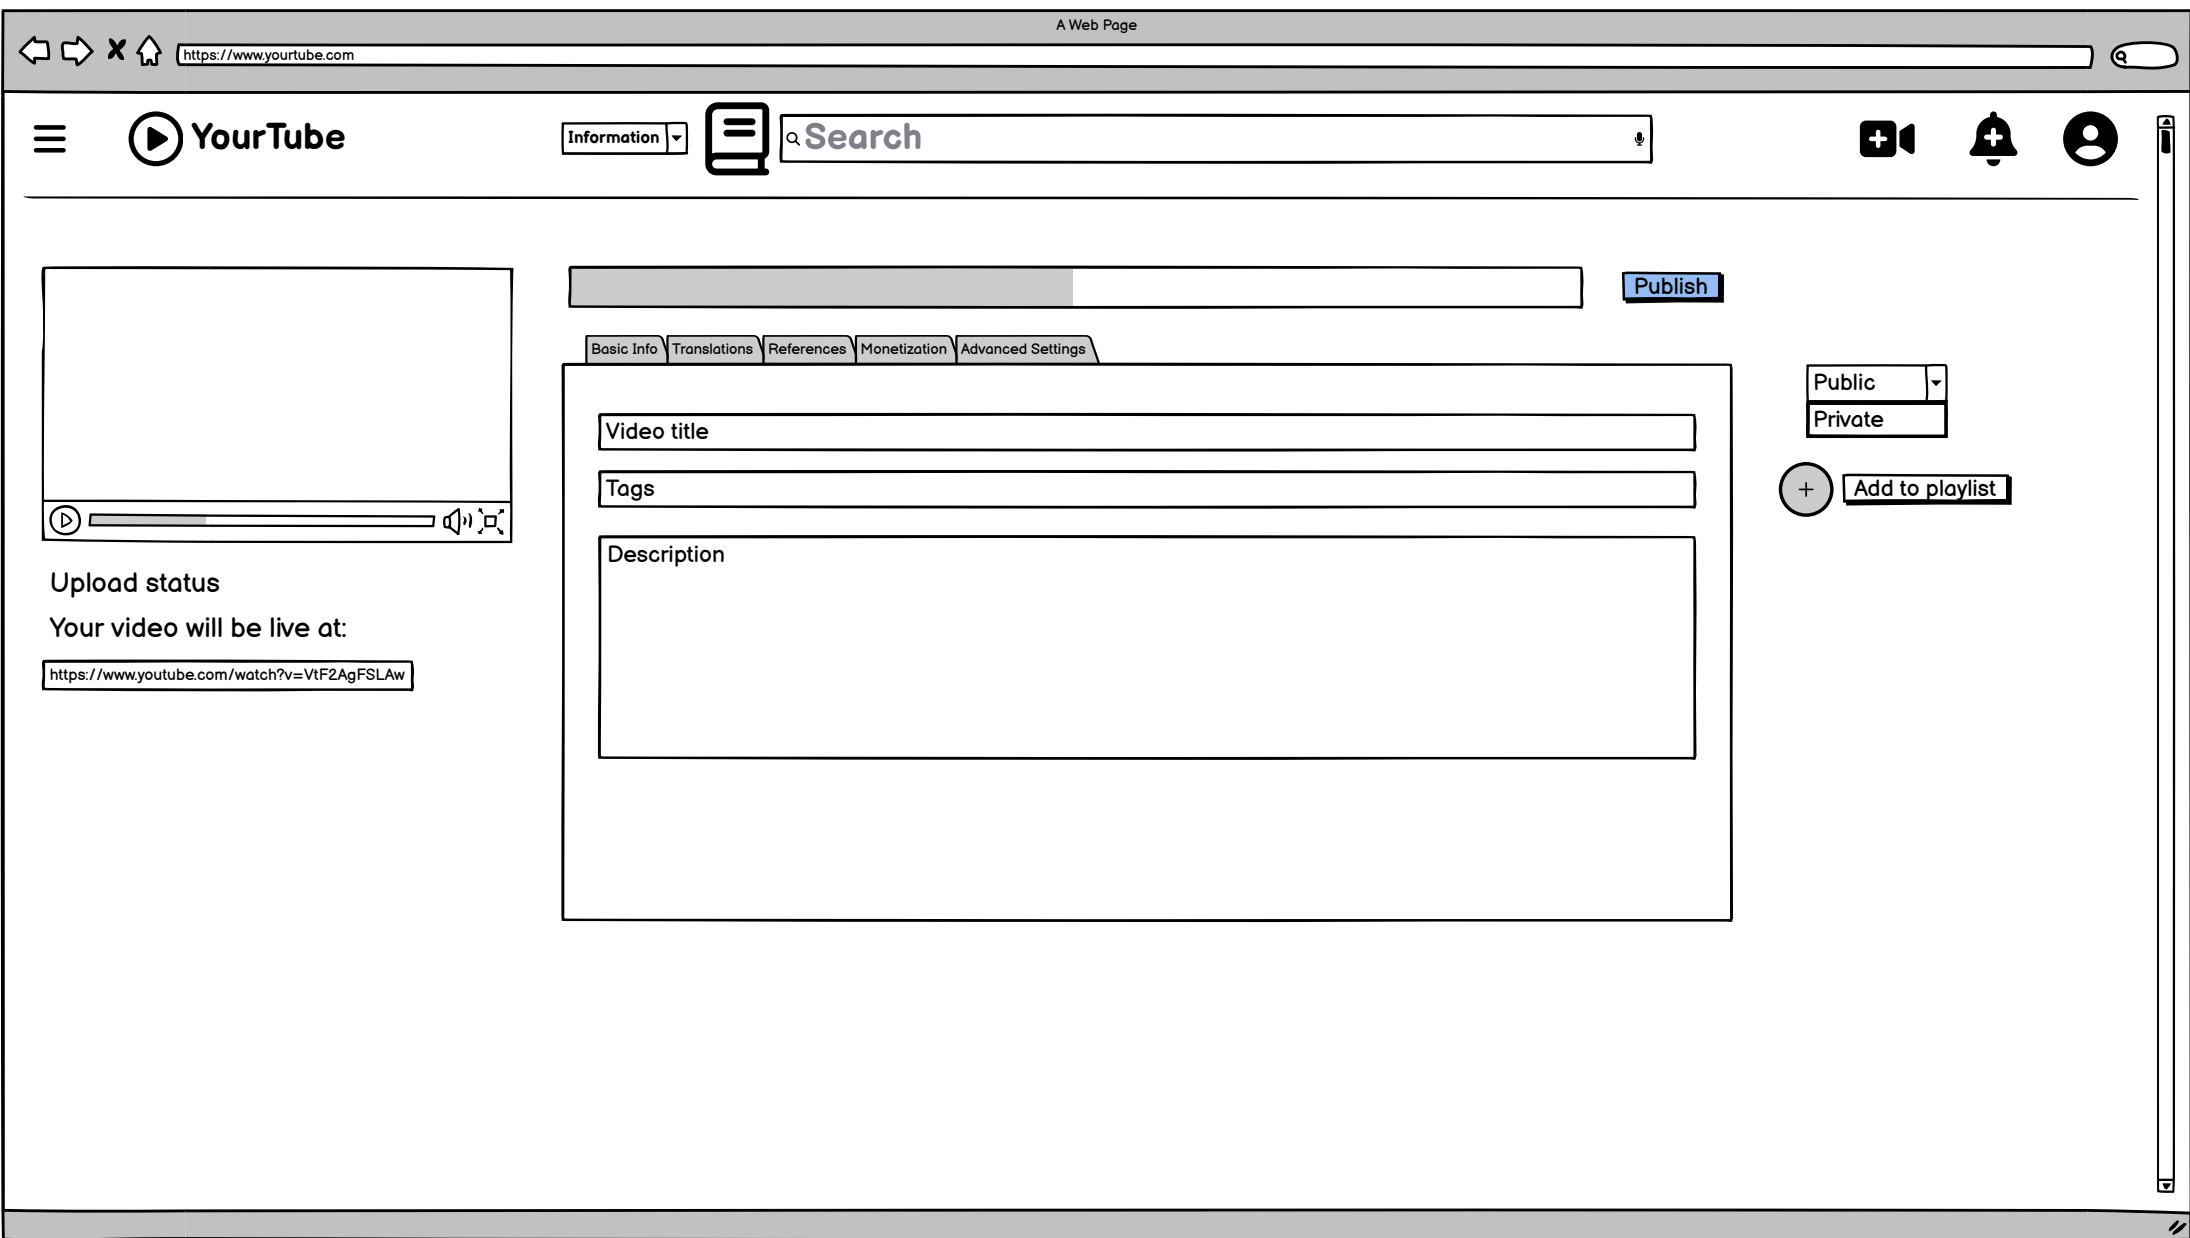 A Web Page
https://www.yourtube.com
YourTube
Information
Search
Publish
Basic Info
Translations
References
Monetization
Advanced Settings
Public
Private
Video title
Tags
Add to playlist
Description
Upload status
Your video will be live at:
https://www.youtube.com/watch?v=VtF2AgFSLAw